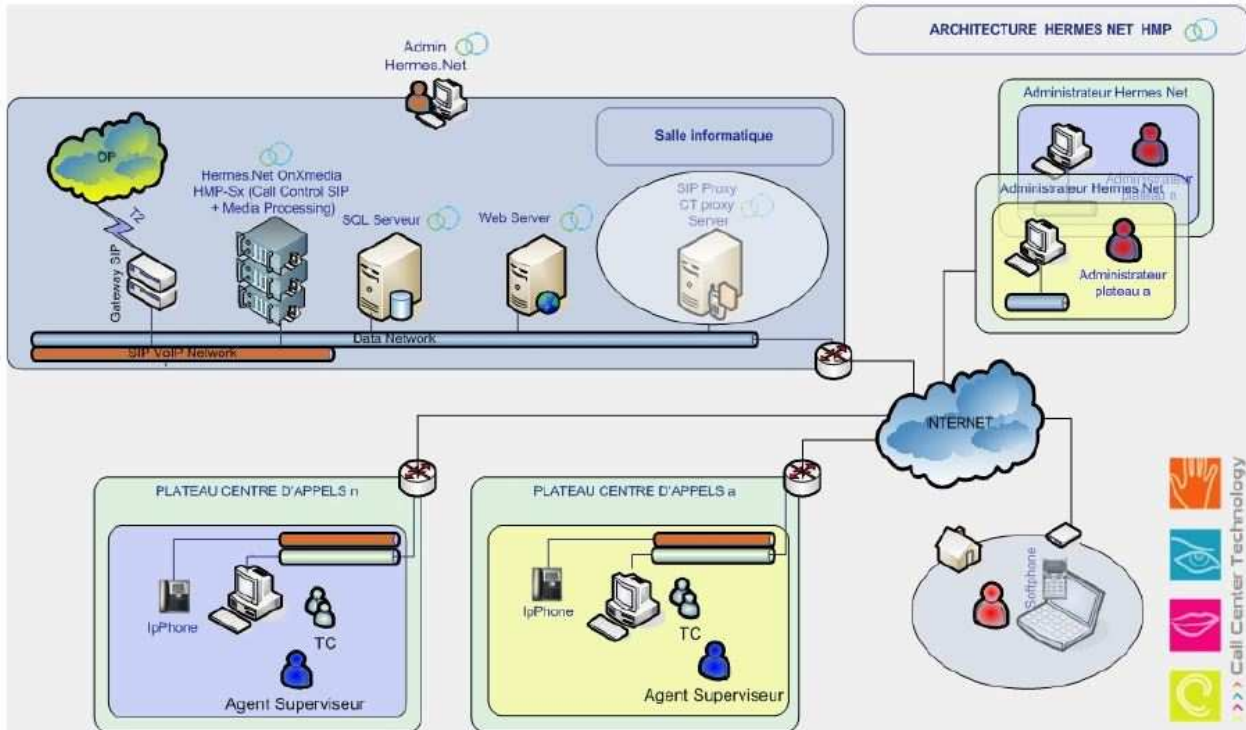 ARCHITECTURE HERMES NET HMP
Admin
Hermes.Net
Salle informatique
OP
T2
Gateway SIP
Hermes.Net OnXmedia
HMP-Sx (Call Control SIP
+ Media Processing)
SQL Serveur
Web Server
SIP Proxy
CT proxy
Server
Data Network
SIP VoIP Network
Administrateur Hermes Net
Administrateur
plateau n
Administrateur Hermes Net
Administrateur
plateau a
INTERNET
PLATEAU CENTRE D'APPELS n
IpPhone
TC
Agent Superviseur
PLATEAU CENTRE D'APPELS a
IpPhone
TC
Agent Superviseur
Softphone
>>> Call Center Technology